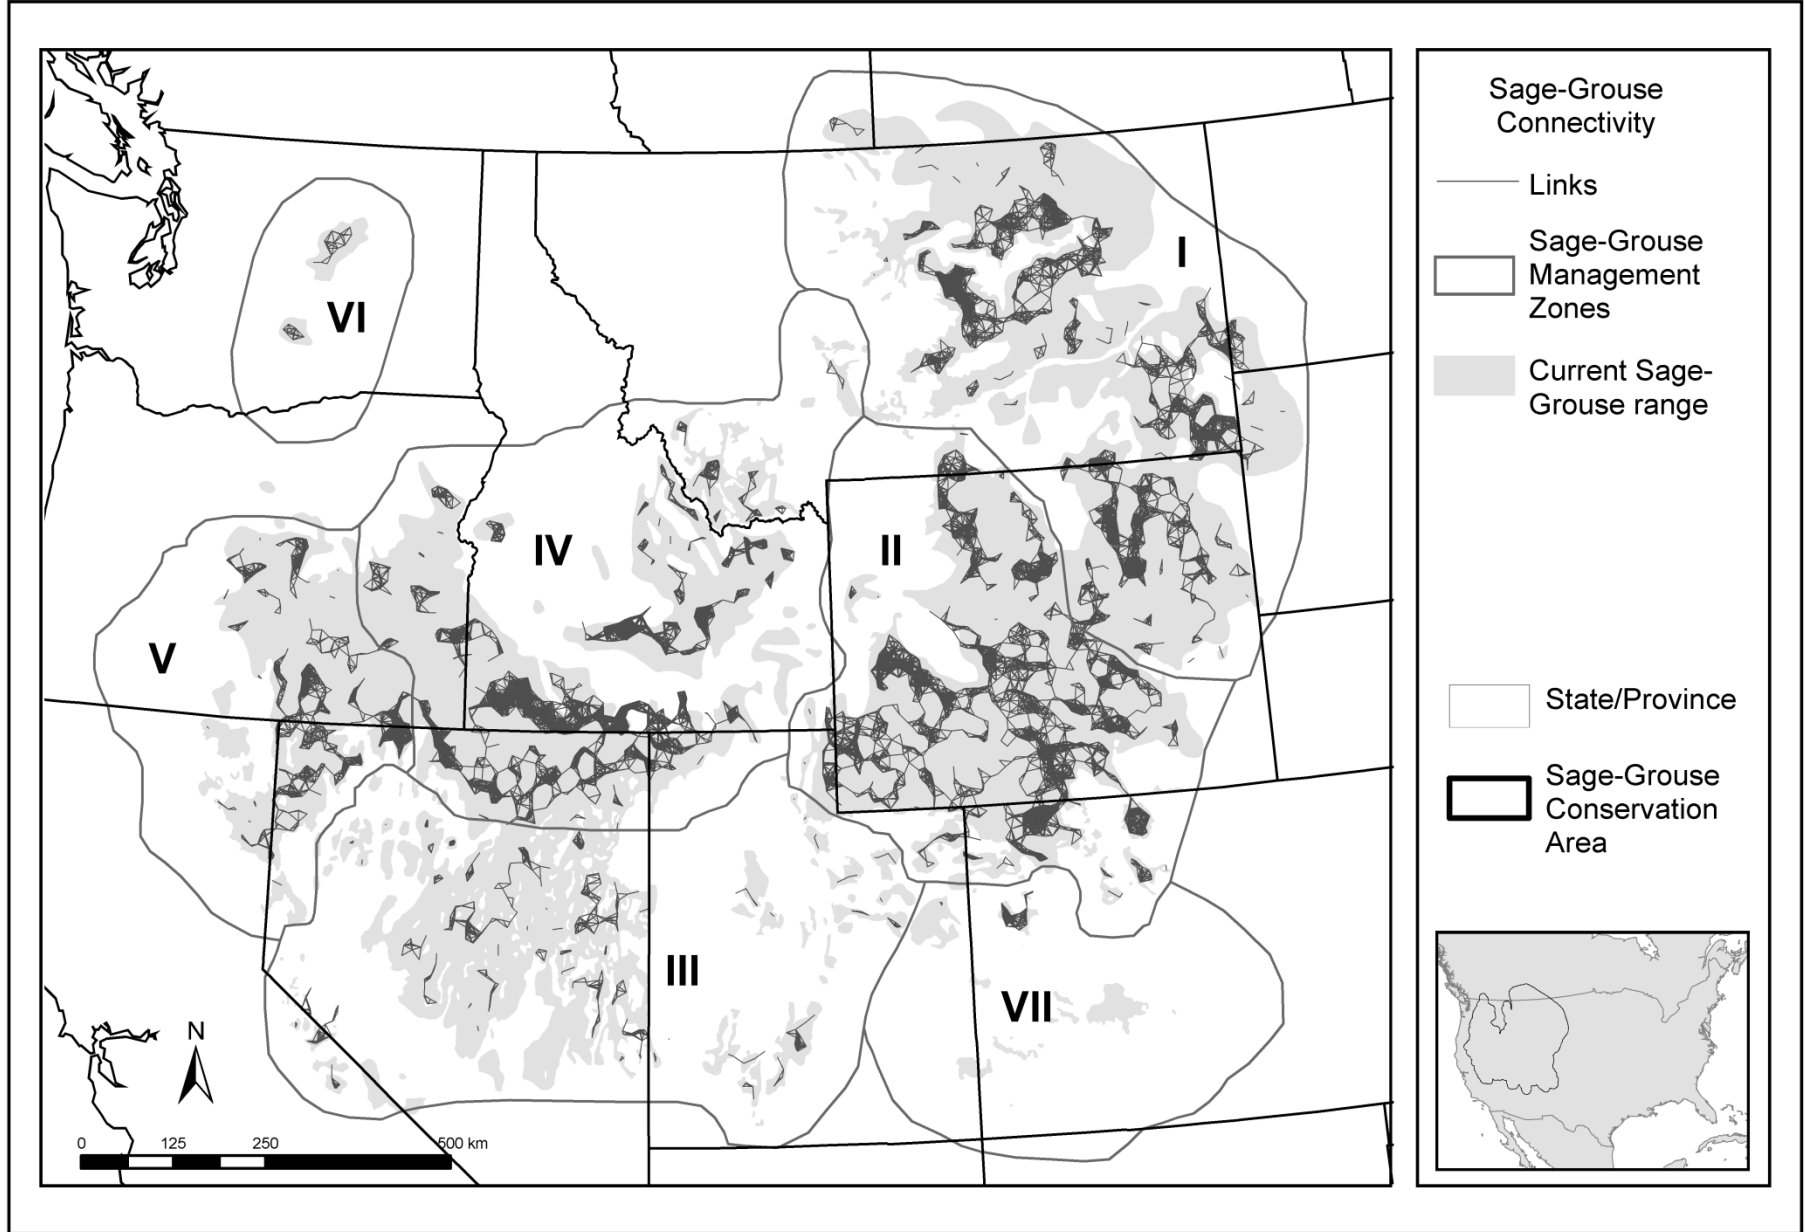 I
VI
IV
II
V
III
VII
N
0 125 250 500 km
Sage-Grouse
Connectivity
Links
Sage-Grouse
Management
Zones
Current Sage-
Grouse range
State/Province
Sage-Grouse
Conservation
Area